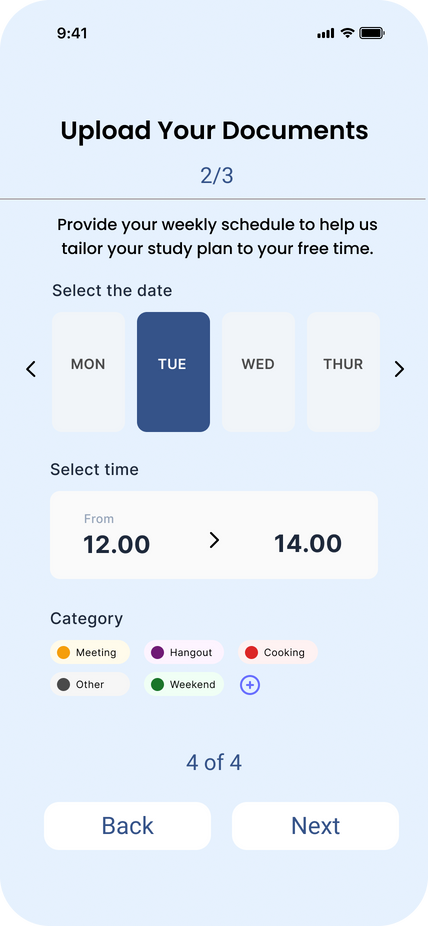 9:41
Upload Your Documents
2/3
Provide your weekly schedule to help us
tailor your study plan to your free time.
Select the date
MON TUE WED THUR
Select time
From
12.00 14.00
Category
Meeting Hangout Cooking
Other Weekend
4 of 4
Back Next